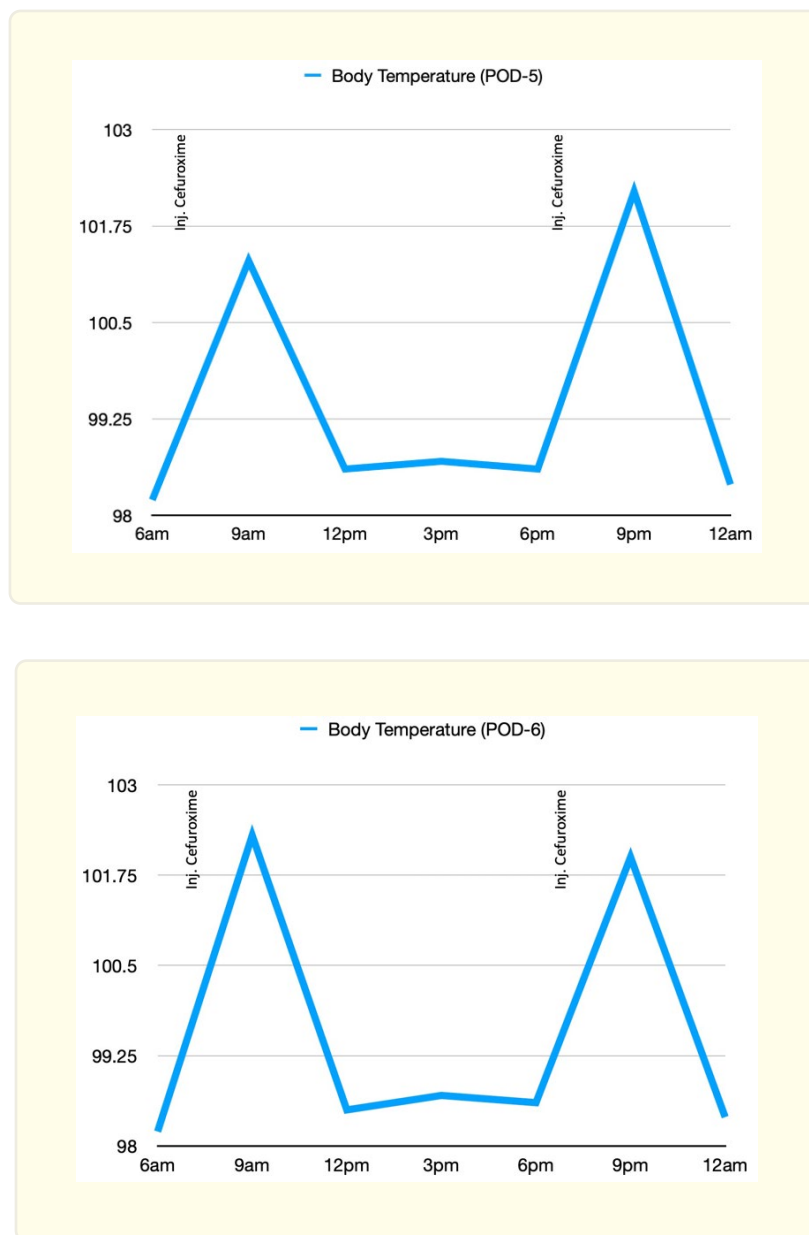 Body Temperature (POD-5)
103
Inj. Cefuroxime
Inj. Cefuroxime
101.75
100.5
99.25
98
6am 9am 12pm 3pm 6pm 9pm 12am
Body Temperature (POD-6)
103
Inj. Cefuroxime
Inj. Cefuroxime
101.75
100.5
99.25
98
6am 9am 12pm 3pm 6pm 9pm 12am